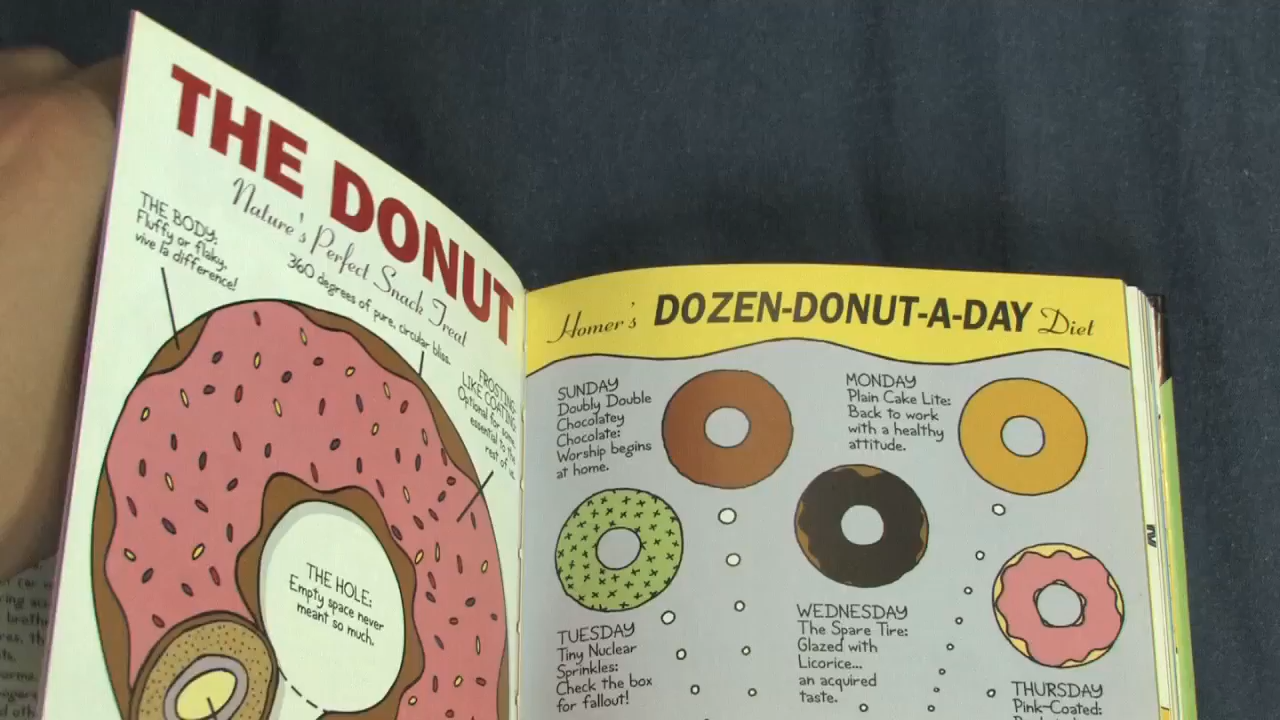 THE DONUT
Nature's Perfect Snack Treat
360 degrees of pure, circular bliss.
THE BODY:
Fluffy or flaky,
vive la difference!
FROSTING-
LIKE COATING:
Optional for some,
essential to the
rest of
THE HOLE:
Empty space never
meant so much.
Homer's DOZEN-DONUT-A-DAY Diet
SUNDAY
Doubly Double
Chocolatey
Chocolate:
Worship begins
at home.
MONDAY
Plain Cake Lite:
Back to work
with a healthy
attitude.
TUESDAY
Tiny Nuclear
Sprinkles:
Check the box
for fallout!
WEDNESDAY
The Spare Tire:
Glazed with
Licorice...
an acquired
taste.
THURSDAY
Pink-Coated: